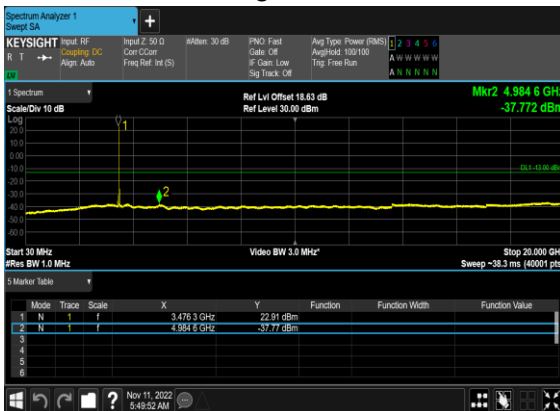 Spectrum Analyzer 1
Swept SA
KEYSIGHT
R T
LV
Input: RF
Coupling: DC
Align: Auto
Input Z: 50 Ω
Corr CCorr
Freq Ref: Int (S)
#Atten: 30 dB
PNO: Fast
Gate: Off
IF Gain: Low
Sig Track: Off
Avg Type: Power (RMS)
Avg|Hold: 100/100
Trig: Free Run
1 2 3 4 5 6
A W W W W W
A N N N N N
1 Spectrum
Scale/Div 10 dB
Ref Lvl Offset 18.63 dB
Ref Level 30.00 dBm
Mkr2 4.984 6 GHz
-37.772 dBm
Log
20.0
10.0
0.00
-10.0
-20.0
-30.0
-40.0
-50.0
-60.0
1
2
DL1 -13.00 dBm
Start 30 MHz
#Res BW 1.0 MHz
Video BW 3.0 MHz*
Stop 20.000 GHz
Sweep ~38.3 ms (40001 pts)
5 Marker Table
Mode Trace Scale X Y Function Function Width Function Value
1 N 1 f 3.476 3 GHz 22.91 dBm
2 N 1 f 4.984 6 GHz -37.77 dBm
3
4
5
6
?
Nov 11, 2022
5:49:52 AM